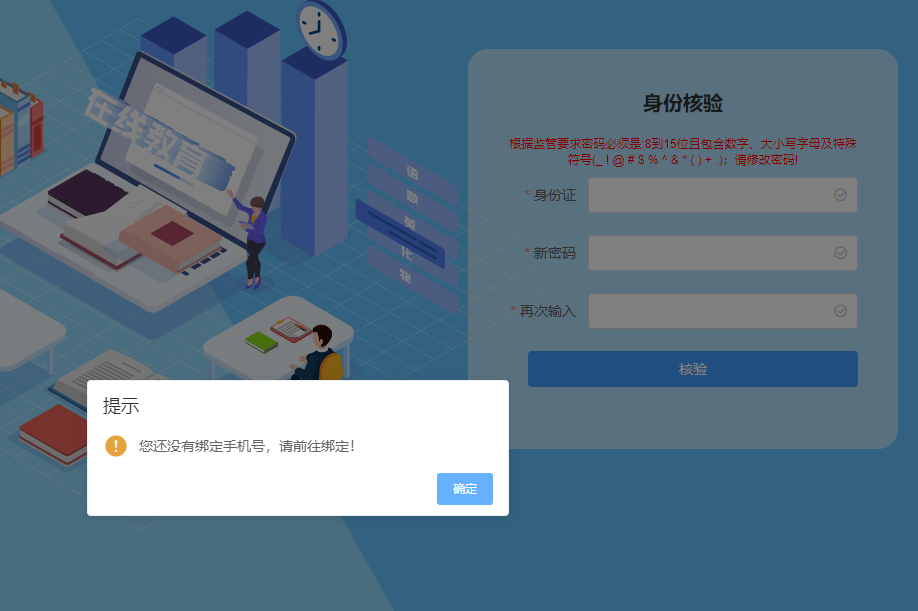 在线教育
语
数
英
化
物
身份核验
根据监管要求密码必须是 8到15位且包含数字、大小写字母及特殊
符号(_ ! @ # $ % ^ & * ( ) + .)；请修改密码!
* 身份证
* 新密码
* 再次输入
核验
提示
您还没有绑定手机号，请前往绑定!
确定